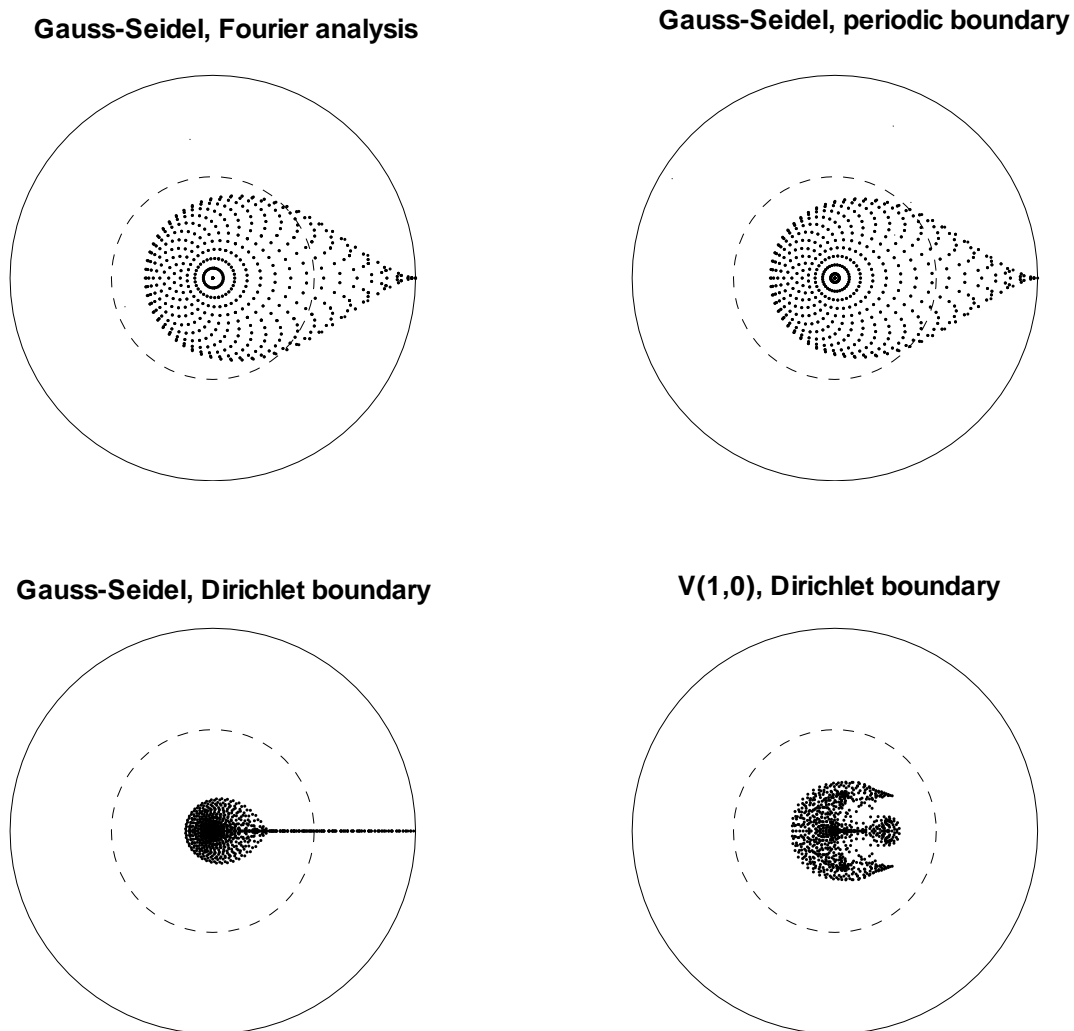 Gauss-Seidel, Fourier analysis
Gauss-Seidel, periodic boundary
Gauss-Seidel, Dirichlet boundary
V(1,0), Dirichlet boundary